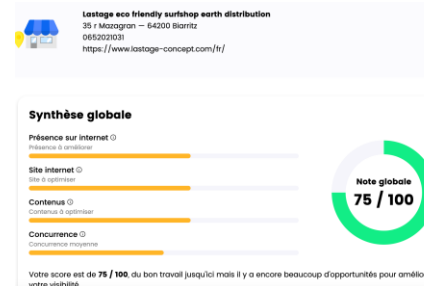 Lastage eco friendly surfshop earth distribution
35 r Mazagran — 64200 Biarritz
0652021031
https://www.lastage-concept.com/fr/
Synthèse globale
Présence sur internet
Présence à améliorer
Site internet
Site à optimiser
Contenus
Contenus à optimiser
Concurrence
Concurrence moyenne
Note globale
75 / 100
Votre score est de 75 / 100, du bon travail jusqu'ici mais il y a encore beaucoup d'opportunités pour amélio
votre visibilité.